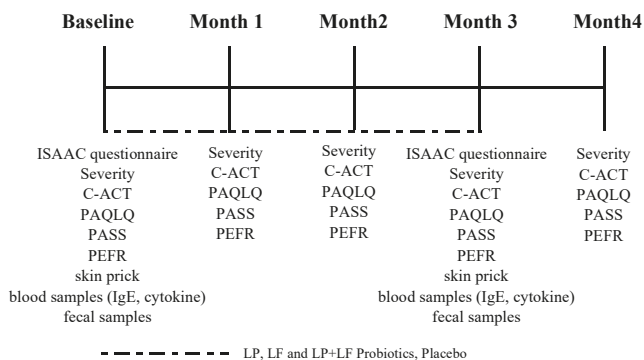 Baseline
Month 1
Month2
Month 3
Month4
ISAAC questionnaire
Severity
C-ACT
PAQLQ
PASS
PEFR
skin prick
blood samples (IgE, cytokine)
fecal samples
Severity
C-ACT
PAQLQ
PASS
PEFR
Severity
C-ACT
PAQLQ
PASS
PEFR
ISAAC questionnaire
Severity
C-ACT
PAQLQ
PASS
PEFR
skin prick
blood samples (IgE, cytokine)
fecal samples
Severity
C-ACT
PAQLQ
PASS
PEFR
LP, LF and LP+LF Probiotics, Placebo